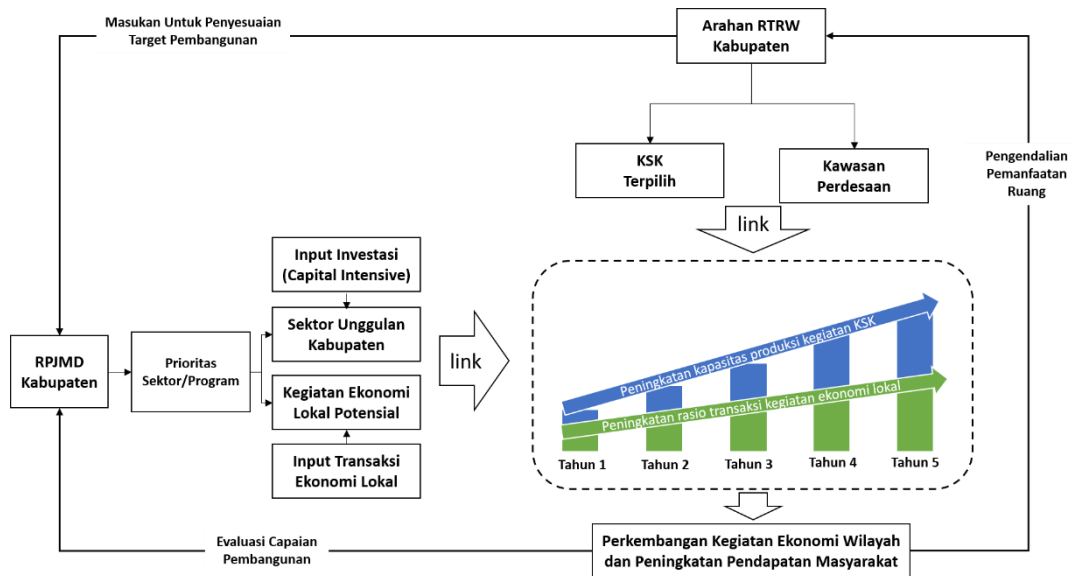 Masukan Untuk Penyesuaian
Target Pembangunan
Arahan RTRW
Kabupaten
KSK
Terpilih
Kawasan
Perdesaan
Pengendalian
Pemanfaatan
Ruang
link
Input Investasi
(Capital Intensive)
Sektor Unggulan
Kabupaten
RPJMD
Kabupaten
Prioritas
Sektor/Program
Kegiatan Ekonomi
Lokal Potensial
Input Transaksi
Ekonomi Lokal
link
Peningkatan kapasitas produksi kegiatan KSK
Peningkatan rasio transaksi kegiatan ekonomi lokal
Tahun 1
Tahun 2
Tahun 3
Tahun 4
Tahun 5
Evaluasi Capaian
Pembangunan
Perkembangan Kegiatan Ekonomi Wilayah
dan Peningkatan Pendapatan Masyarakat